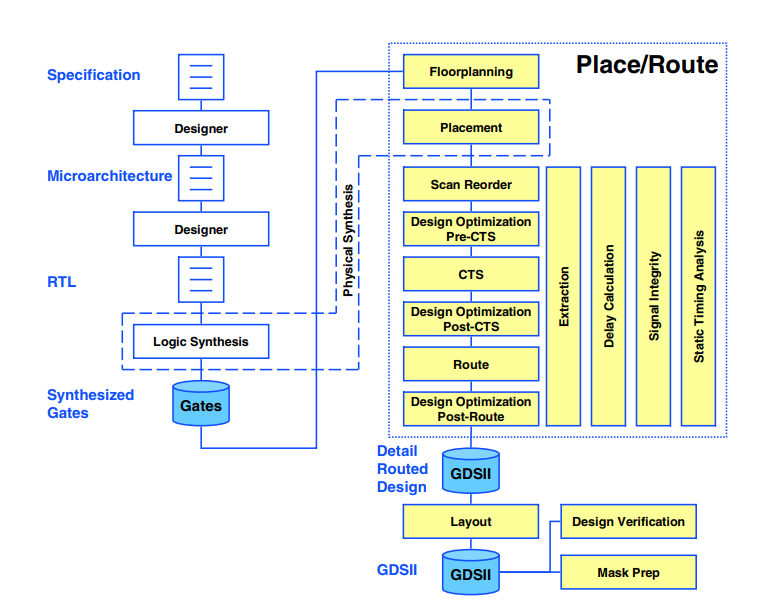 Specification
Designer
Microarchitecture
Designer
RTL
Logic Synthesis
Synthesized
Gates
Gates
Physical Synthesis
Place/Route
Floorplanning
Placement
Scan Reorder
Design Optimization
Pre-CTS
CTS
Design Optimization
Post-CTS
Route
Design Optimization
Post-Route
Extraction
Delay Calculation
Signal Integrity
Static Timing Analysis
Detail
Routed
Design
GDSII
Layout
Design Verification
GDSII
GDSII
Mask Prep